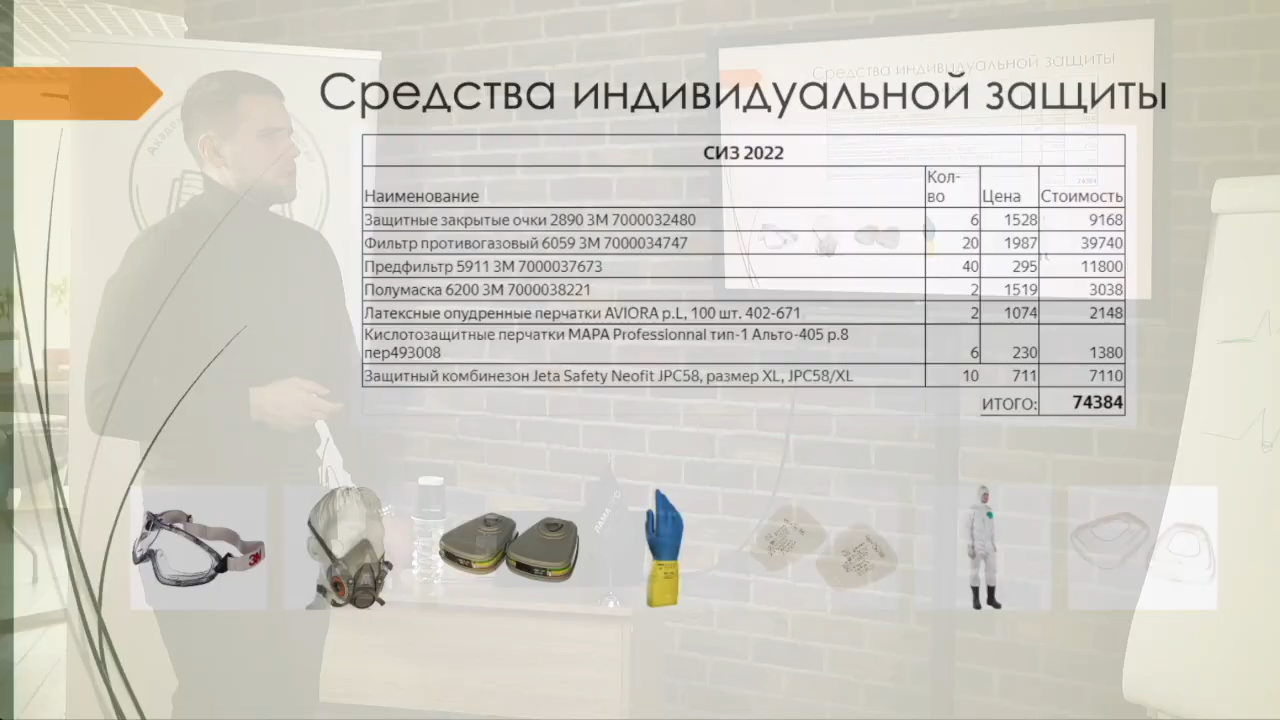 Средства индивидуальной защиты
Средства индивидуальной защиты
СИЗ 2022
Наименование Кол-во Цена Стоимость
Защитные закрытые очки 2890 3М 7000032480 6 1528 9168
Фильтр противогазовый 6059 3М 7000034747 20 1987 39740
Предфильтр 5911 3М 7000037673 40 295 11800
Полумаска 6200 3М 7000038221 2 1519 3038
Латексные опудренные перчатки AVIORA р.L, 100 шт. 402-671 2 1074 2148
Кислотозащитные перчатки MAPA Professionnal тип-1 Альто-405 р.8
пер493008 6 230 1380
Защитный комбинезон Jeta Safety Neofit JPC58, размер XL, JPC58/XL 10 711 7110
ИТОГО: 74384
3M